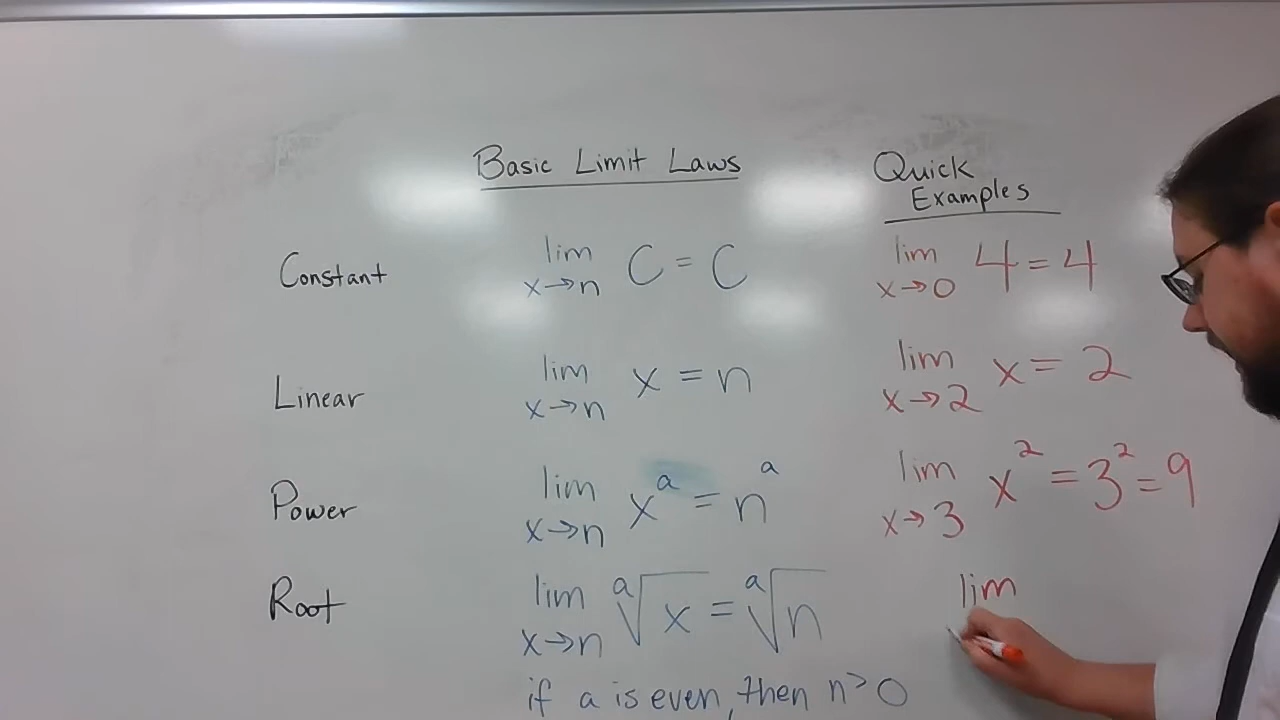 Basic Limit Laws
Quick
Examples
Constant
lim x→n C = C
lim x→0 4 = 4
Linear
lim x→n x = n
lim x→2 x = 2
Power
lim x→n x^a = n^a
lim x→3 x^2 = 3^2 = 9
Root
lim x→n ᵃ√x = ᵃ√n
lim
if a is even, then n > 0